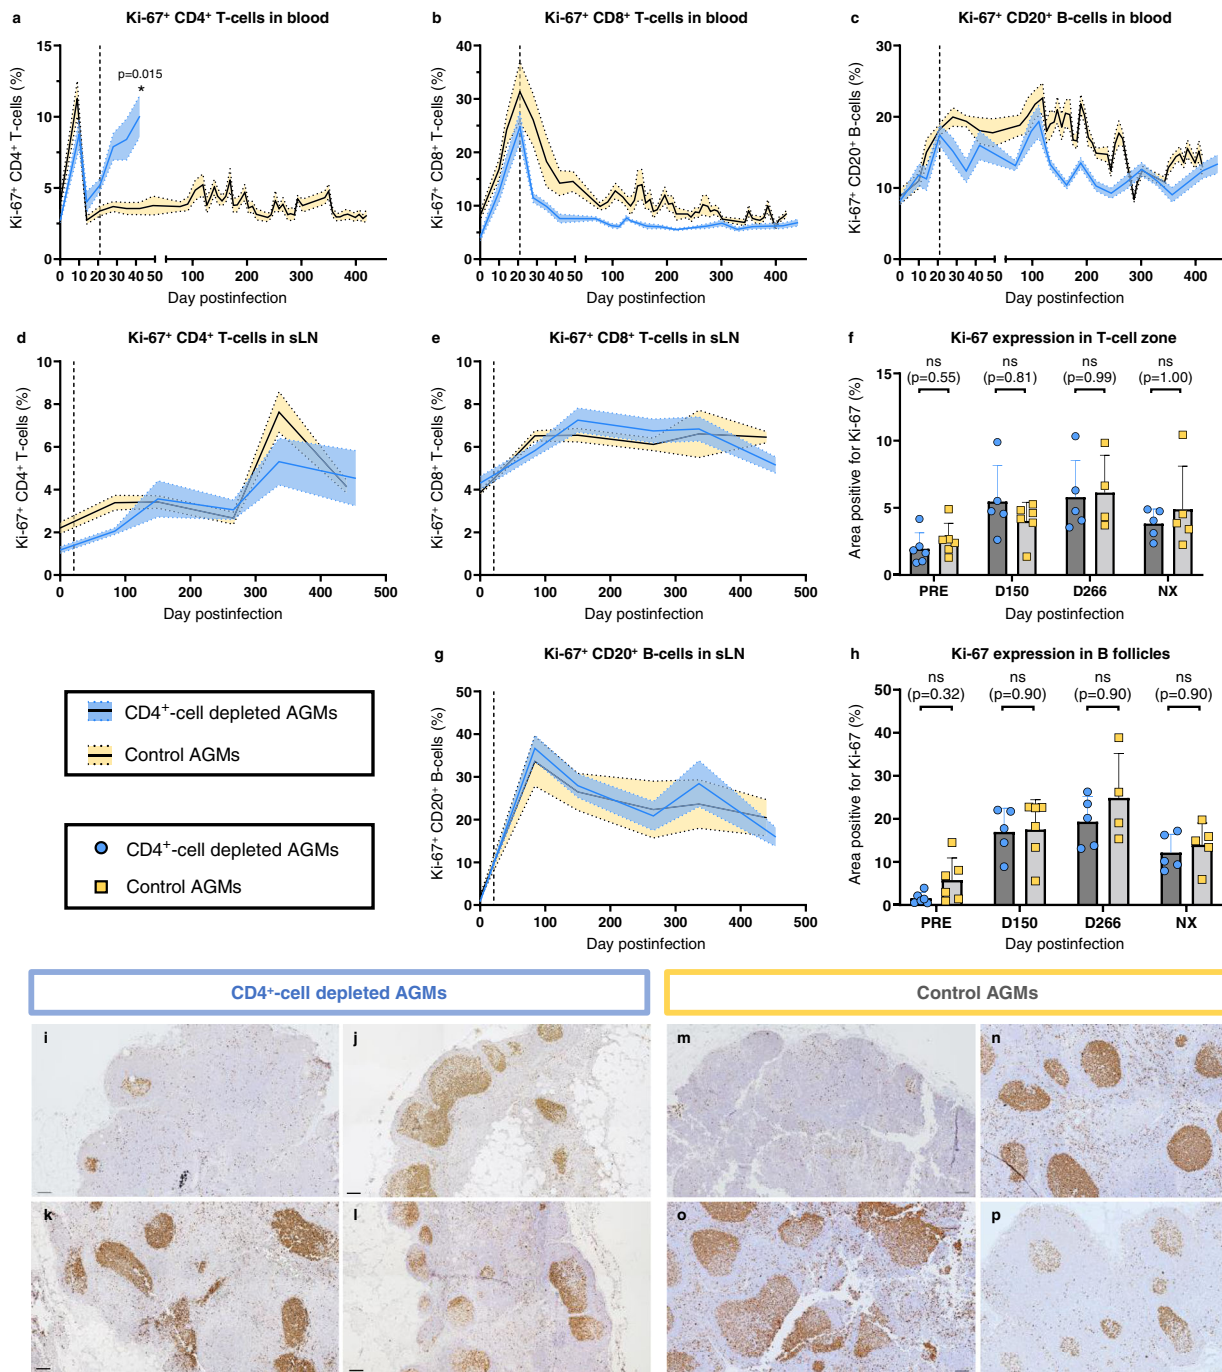 a Ki-67⁺ CD4⁺ T-cells in blood
Ki-67⁺ CD4⁺ T-cells (%)
15
10
5
0
p=0.015
*
0 10 20 30 40 50 100 200 300 400
Day postinfection
b Ki-67⁺ CD8⁺ T-cells in blood
Ki-67⁺ CD8⁺ T-cells (%)
40
30
20
10
0
0 10 20 30 40 50 100 200 300 400
Day postinfection
c Ki-67⁺ CD20⁺ B-cells in blood
Ki-67⁺ CD20⁺ B-cells (%)
30
20
10
0
0 10 20 30 40 50 100 200 300 400
Day postinfection
d Ki-67⁺ CD4⁺ T-cells in sLN
Ki-67⁺ CD4⁺ T-cells (%)
10
8
6
4
2
0
0 100 200 300 400 500
Day postinfection
e Ki-67⁺ CD8⁺ T-cells in sLN
Ki-67⁺ CD8⁺ T-cells (%)
10
8
6
4
2
0
0 100 200 300 400 500
Day postinfection
f Ki-67 expression in T-cell zone
Area positive for Ki-67 (%)
15
10
5
0
ns ns ns ns
(p=0.55) (p=0.81) (p=0.99) (p=1.00)
PRE D150 D266 NX
Day postinfection
CD4⁺-cell depleted AGMs
Control AGMs
CD4⁺-cell depleted AGMs
Control AGMs
g Ki-67⁺ CD20⁺ B-cells in sLN
Ki-67⁺ CD20⁺ B-cells (%)
50
40
30
20
10
0
0 100 200 300 400 500
Day postinfection
h Ki-67 expression in B follicles
Area positive for Ki-67 (%)
50
40
30
20
10
0
ns ns ns ns
(p=0.32) (p=0.90) (p=0.90) (p=0.90)
PRE D150 D266 NX
Day postinfection
CD4⁺-cell depleted AGMs
Control AGMs
i j m n
k l o p